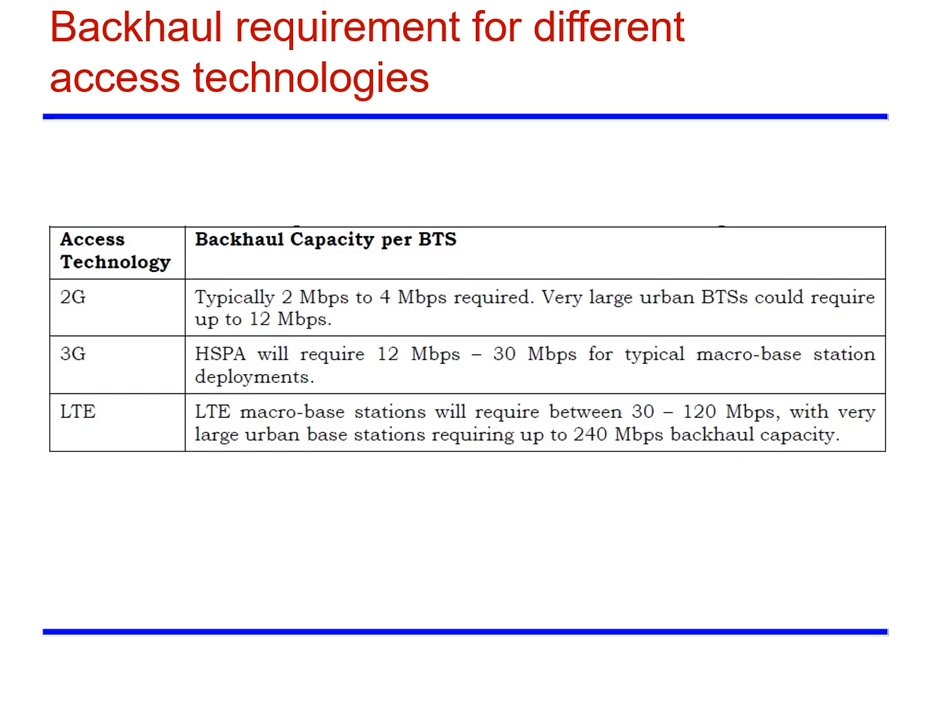 Backhaul requirement for different
access technologies
Access
Technology
Backhaul Capacity per BTS
2G
Typically 2 Mbps to 4 Mbps required. Very large urban BTSs could require
up to 12 Mbps.
3G
HSPA will require 12 Mbps – 30 Mbps for typical macro-base station
deployments.
LTE
LTE macro-base stations will require between 30 – 120 Mbps, with very
large urban base stations requiring up to 240 Mbps backhaul capacity.